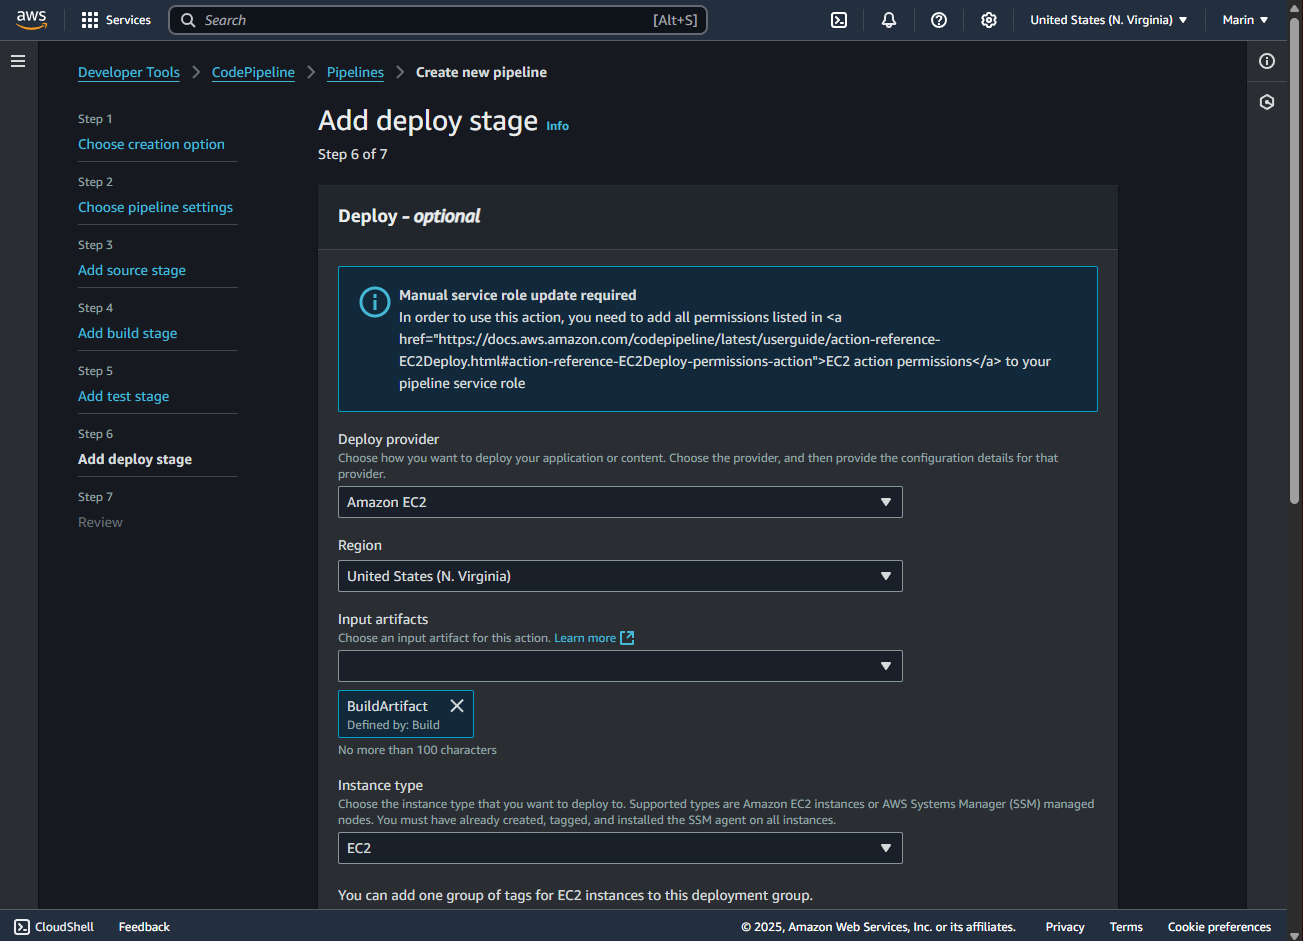 aws
Services
Search
[Alt+S]
United States (N. Virginia)
Marin
Developer Tools
CodePipeline
Pipelines
Create new pipeline
Step 1
Choose creation option
Step 2
Choose pipeline settings
Step 3
Add source stage
Step 4
Add build stage
Step 5
Add test stage
Step 6
Add deploy stage
Step 7
Review
Add deploy stage Info
Step 6 of 7
Deploy - optional
Manual service role update required
In order to use this action, you need to add all permissions listed in <a
href="https://docs.aws.amazon.com/codepipeline/latest/userguide/action-reference-
EC2Deploy.html#action-reference-EC2Deploy-permissions-action">EC2 action permissions</a> to your
pipeline service role
Deploy provider
Choose how you want to deploy your application or content. Choose the provider, and then provide the configuration details for that
provider.
Amazon EC2
Region
United States (N. Virginia)
Input artifacts
Choose an input artifact for this action. Learn more
BuildArtifact
Defined by: Build
No more than 100 characters
Instance type
Choose the instance type that you want to deploy to. Supported types are Amazon EC2 instances or AWS Systems Manager (SSM) managed
nodes. You must have already created, tagged, and installed the SSM agent on all instances.
EC2
You can add one group of tags for EC2 instances to this deployment group.
CloudShell
Feedback
© 2025, Amazon Web Services, Inc. or its affiliates.
Privacy
Terms
Cookie preferences